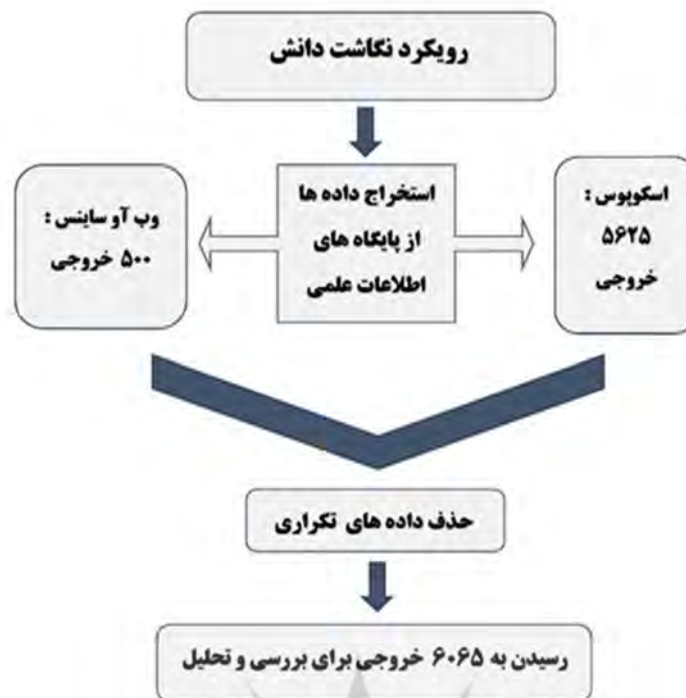 رویکرد نگاشت دانش
اسکوپوس :
۵۶۲۵
خروجی
استخراج داده ها
از پایگاه های
اطلاعات علمی
وب آو ساینس :
۵۰۰ خروجی
حذف داده های تکراری
رسیدن به ۶۰۶۵ خروجی برای بررسی و تحلیل